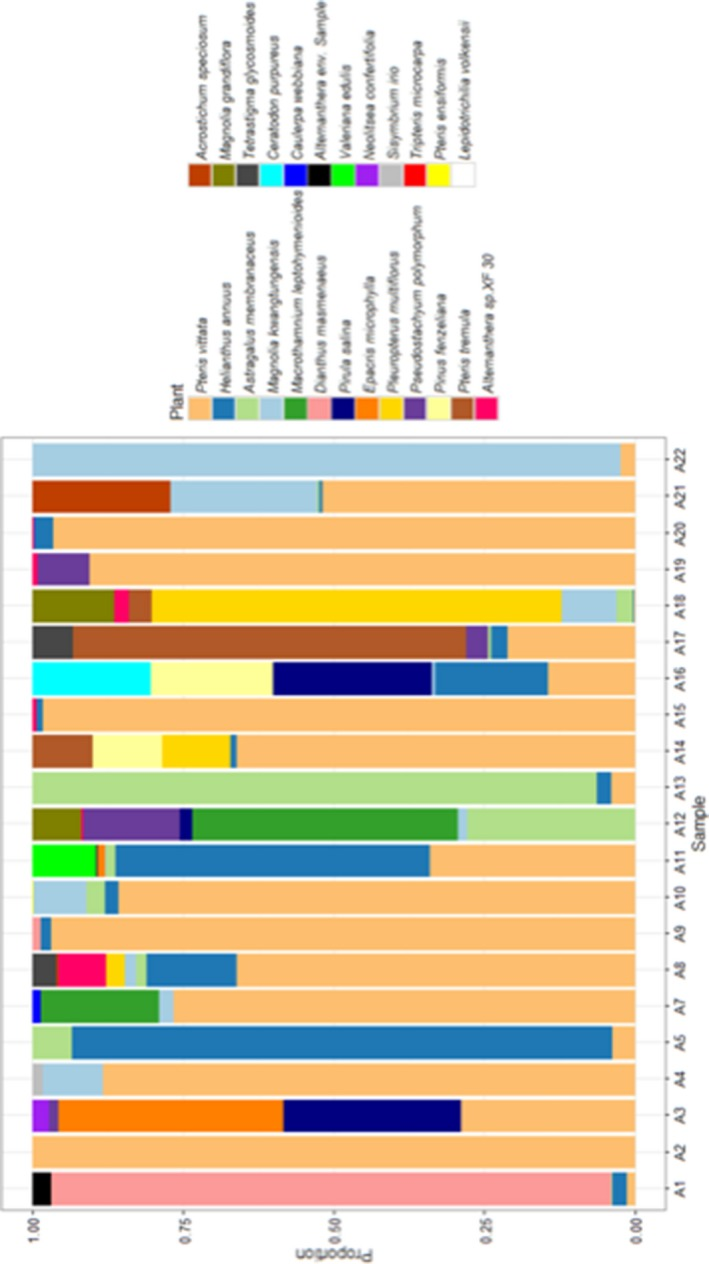 Plant
Pteris vittata
Helianthus annuus
Astragalus membranaceus
Magnolia kwangtungensis
Macrothamnium leptohymenioides
Dianthus masmenaeus
Pirula salina
Epacris microphylla
Pleuropterus multiflorus
Pseudostachyum polymorphum
Pinus fenzeliana
Pteris tremula
Alternanthera sp.XF 30
Acrostichum speciosum
Magnolia grandiflora
Tetrastigma glycosmoides
Ceratodon purpureus
Caulerpa webbiana
Alternanthera env. Sample
Valeriana edulis
Neolitsea confertifolia
Sisymbrium irio
Tripteris microcarpa
Pteris ensiformis
Lepidotrichilia volkensii
1.00
0.75
0.50
0.25
0.00
Proportion
A1 A2 A3 A4 A5 A7 A8 A9 A10 A11 A12 A13 A14 A15 A16 A17 A18 A19 A20 A21 A22
Sample